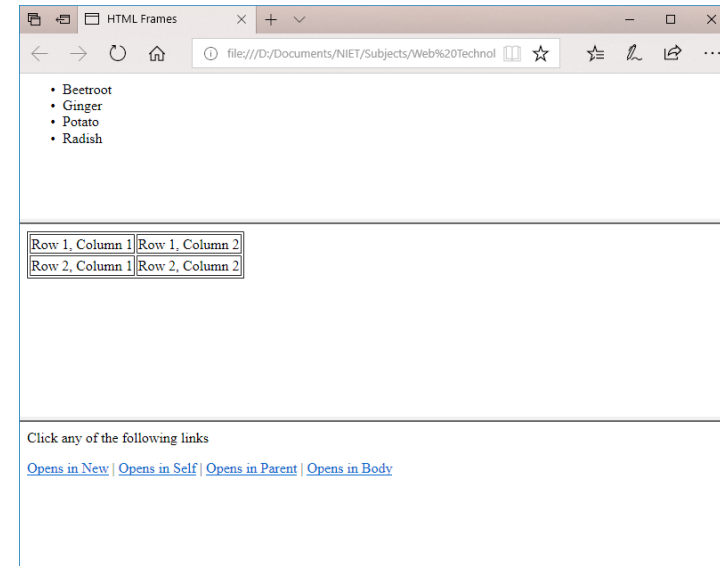 HTML Frames
file:///D:/Documents/NIET/Subjects/Web%20Technol
• Beetroot
• Ginger
• Potato
• Radish
Row 1, Column 1 Row 1, Column 2
Row 2, Column 1 Row 2, Column 2
Click any of the following links
Opens in New | Opens in Self | Opens in Parent | Opens in Body